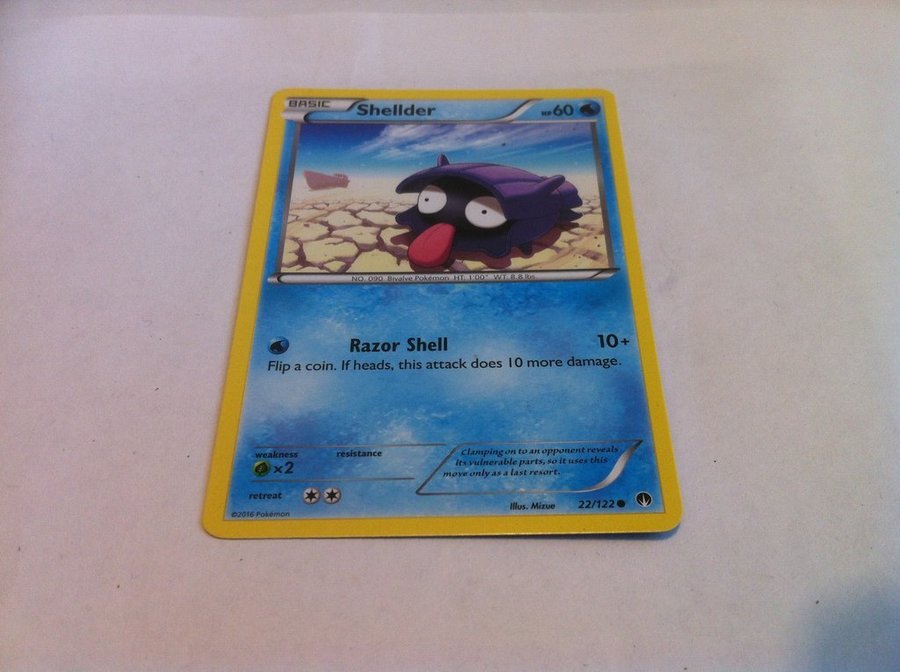 BASIC Shellder HP60
NO. 090 Bivalve Pokémon HT: 1'00" WT: 8.8 lbs
Razor Shell 10+
Flip a coin. If heads, this attack does 10 more damage.
weakness resistance
×2
Clamping on to an opponent reveals
its vulnerable parts, so it uses this
move only as a last resort.
retreat
Illus. Mizue 22/122
©2016 Pokémon